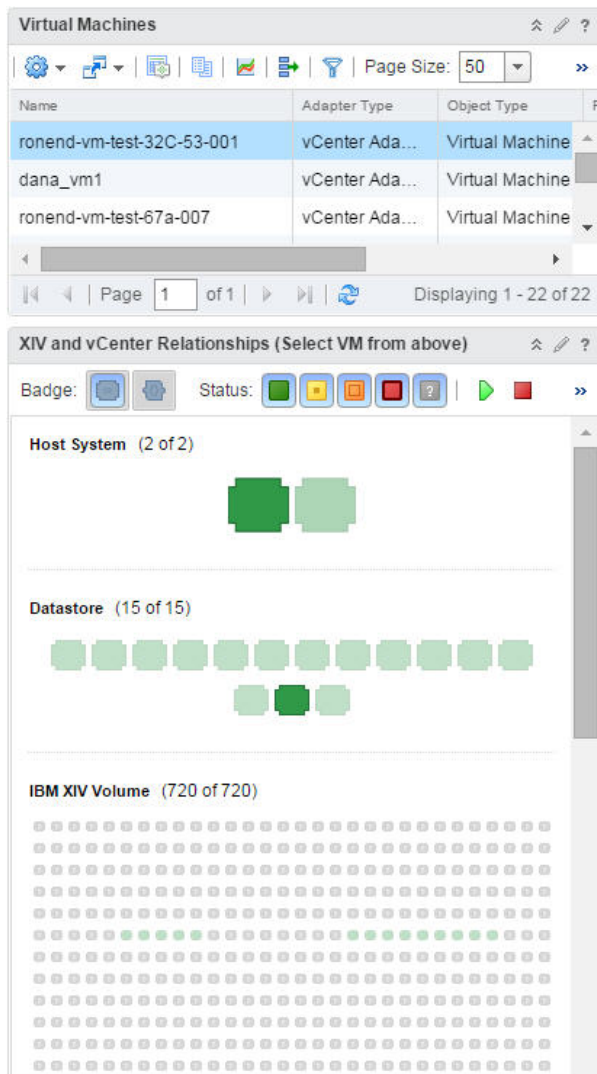 Virtual Machines ?
Page Size: 50 »
Name Adapter Type Object Type
ronend-vm-test-32C-53-001 vCenter Ada... Virtual Machine
dana_vm1 vCenter Ada... Virtual Machine
ronend-vm-test-67a-007 vCenter Ada... Virtual Machine
Page 1 of 1 Displaying 1 - 22 of 22
XIV and vCenter Relationships (Select VM from above) ?
Badge: Status: ? »
Host System (2 of 2)
Datastore (15 of 15)
IBM XIV Volume (720 of 720)